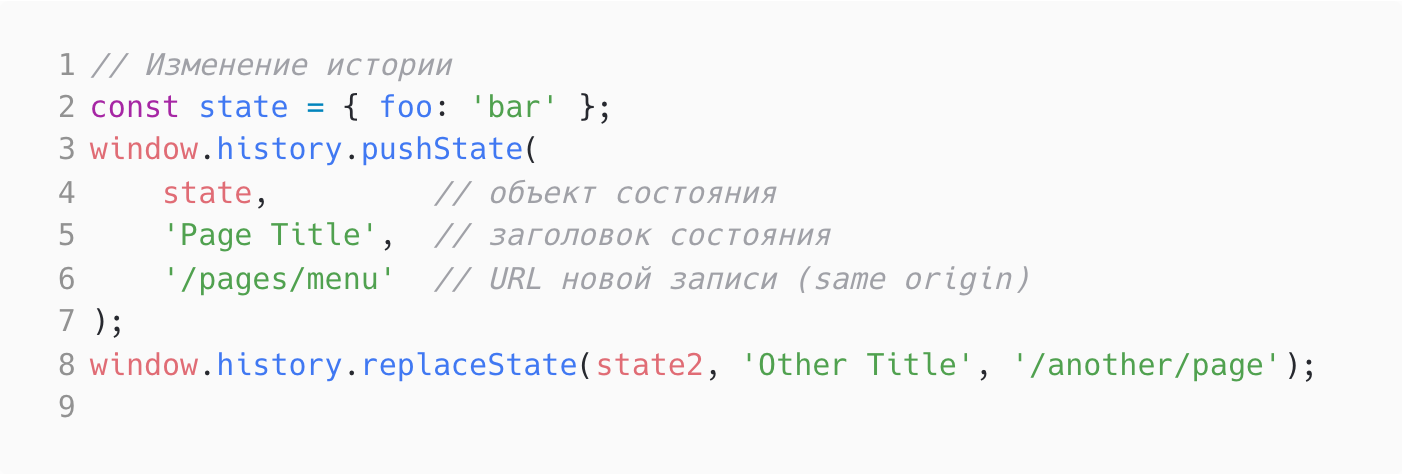 1 // Изменение истории
2 const state = { foo: 'bar' };
3 window.history.pushState(
4     state,         // объект состояния
5     'Page Title',  // заголовок состояния
6     '/pages/menu'  // URL новой записи (same origin)
7 );
8 window.history.replaceState(state2, 'Other Title', '/another/page');
9